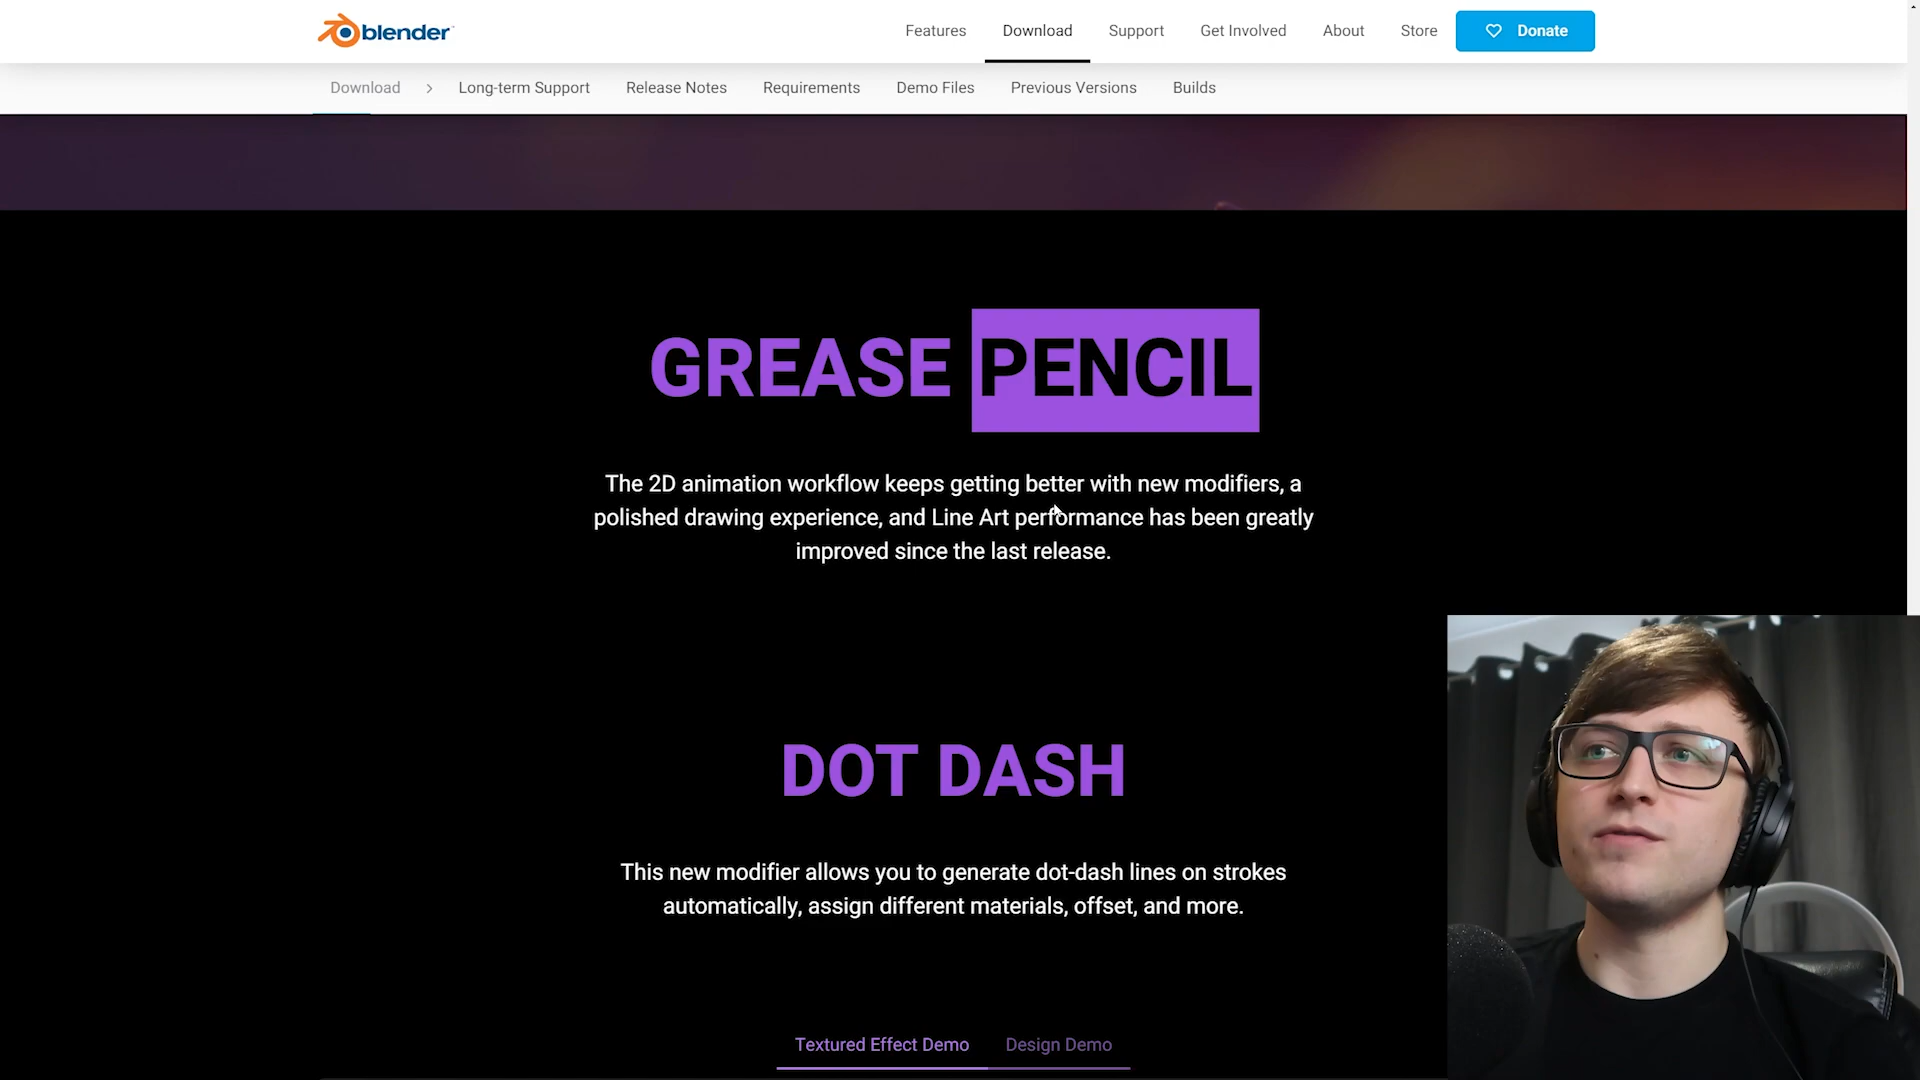 blender
Features Download Support Get Involved About Store Donate
Download Long-term Support Release Notes Requirements Demo Files Previous Versions Builds
GREASE PENCIL
The 2D animation workflow keeps getting better with new modifiers, a
polished drawing experience, and Line Art performance has been greatly
improved since the last release.
DOT DASH
This new modifier allows you to generate dot-dash lines on strokes
automatically, assign different materials, offset, and more.
Textured Effect Demo Design Demo